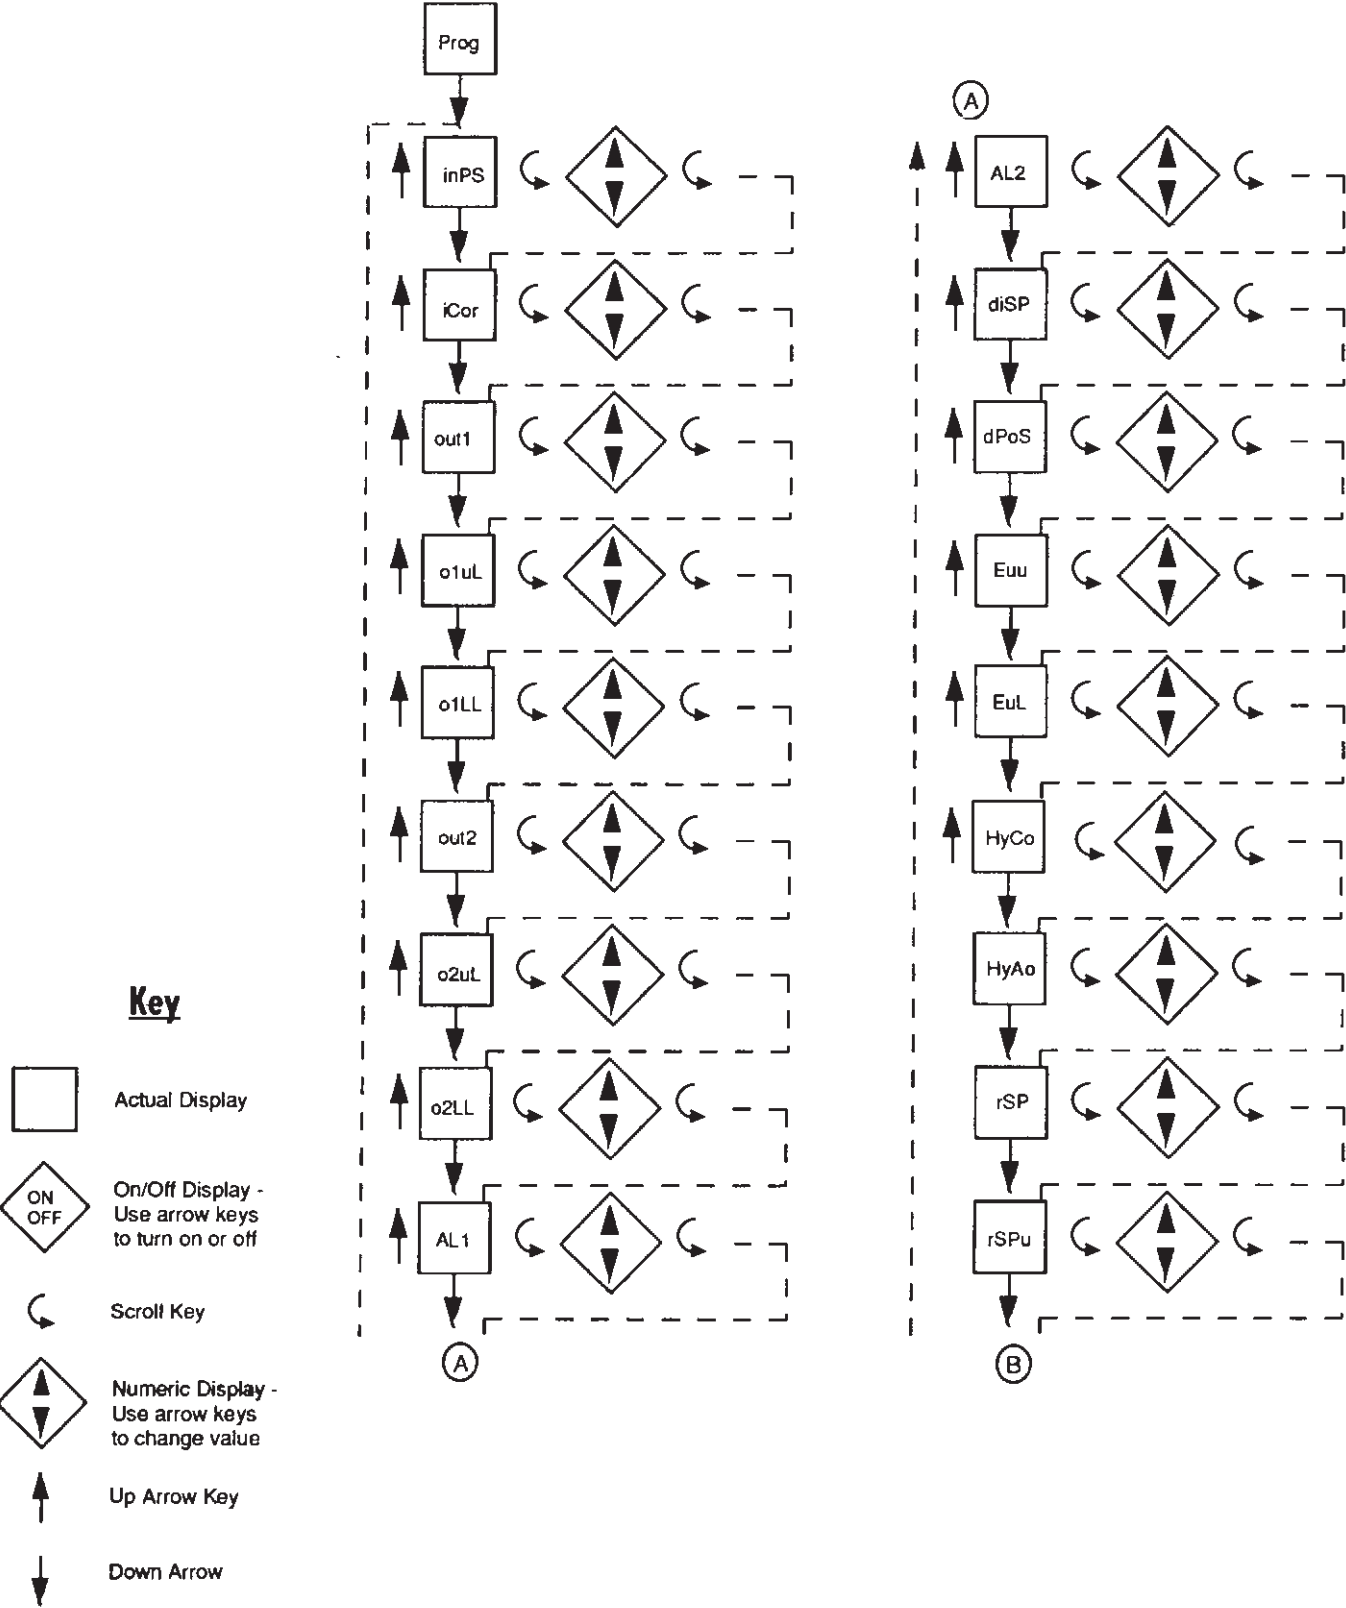 Prog
inPS
iCor
out1
o1uL
o1LL
out2
o2uL
o2LL
AL1
A
A
AL2
diSP
dPoS
Euu
EuL
HyCo
HyAo
rSP
rSPu
B
Key
Actual Display
ON
OFF
On/Off Display -
Use arrow keys
to turn on or off
Scroll Key
Numeric Display -
Use arrow keys
to change value
Up Arrow Key
Down Arrow